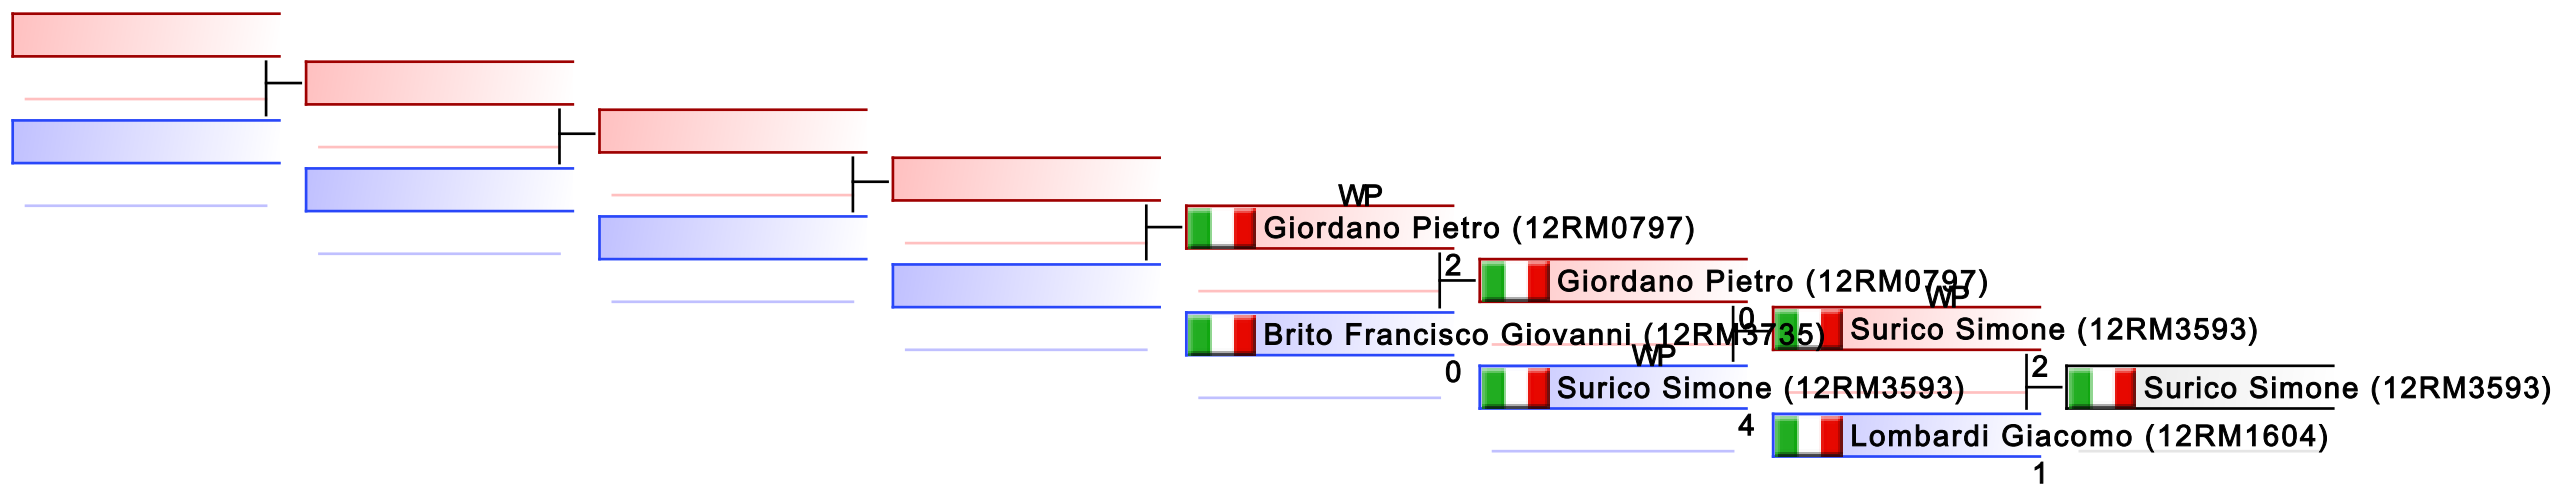 WP
Giordano Pietro (12RM0797)
2
Brito Francisco Giovanni (12RM3735)
0
Giordano Pietro (12RM0797)
0
WP
Surico Simone (12RM3593)
4
WP
Surico Simone (12RM3593)
2
Lombardi Giacomo (12RM1604)
1
Surico Simone (12RM3593)